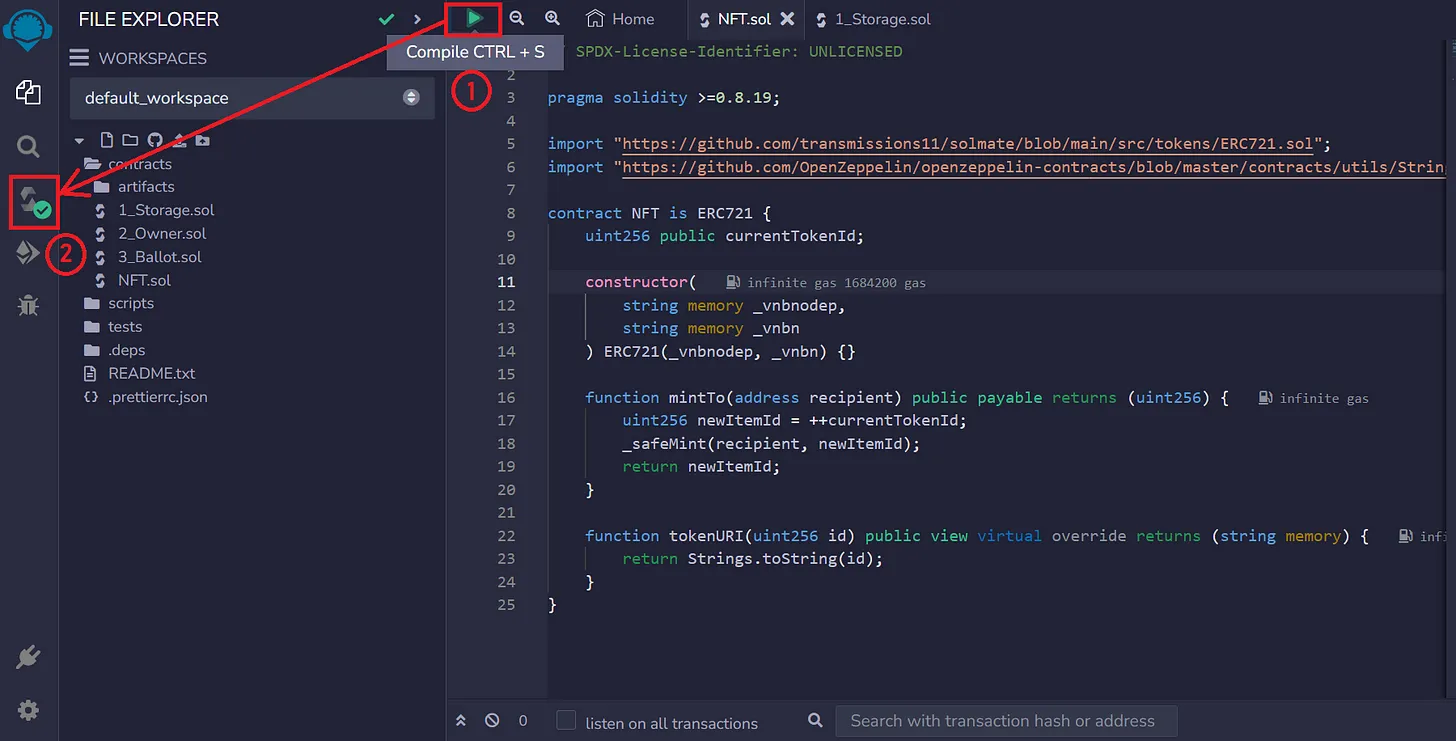 FILE EXPLORER
Home
NFT.sol
1_Storage.sol
Compile CTRL + S
1
WORKSPACES
default_workspace
contracts
artifacts
1_Storage.sol
2_Owner.sol
3_Ballot.sol
NFT.sol
scripts
tests
.deps
README.txt
.prettierrc.json
2
SPDX-License-Identifier: UNLICENSED
2
3 pragma solidity >=0.8.19;
4
5 import "https://github.com/transmissions11/solmate/blob/main/src/tokens/ERC721.sol";
6 import "https://github.com/OpenZeppelin/openzeppelin-contracts/blob/master/contracts/utils/Strin
7
8 contract NFT is ERC721 {
9 uint256 public currentTokenId;
10
11 constructor( infinite gas 1684200 gas
12 string memory _vnbnodep,
13 string memory _vnbn
14 ) ERC721(_vnbnodep, _vnbn) {}
15
16 function mintTo(address recipient) public payable returns (uint256) { infinite gas
17 uint256 newItemId = ++currentTokenId;
18 _safeMint(recipient, newItemId);
19 return newItemId;
20 }
21
22 function tokenURI(uint256 id) public view virtual override returns (string memory) { infi
23 return Strings.toString(id);
24 }
25 }
0
listen on all transactions
Search with transaction hash or address